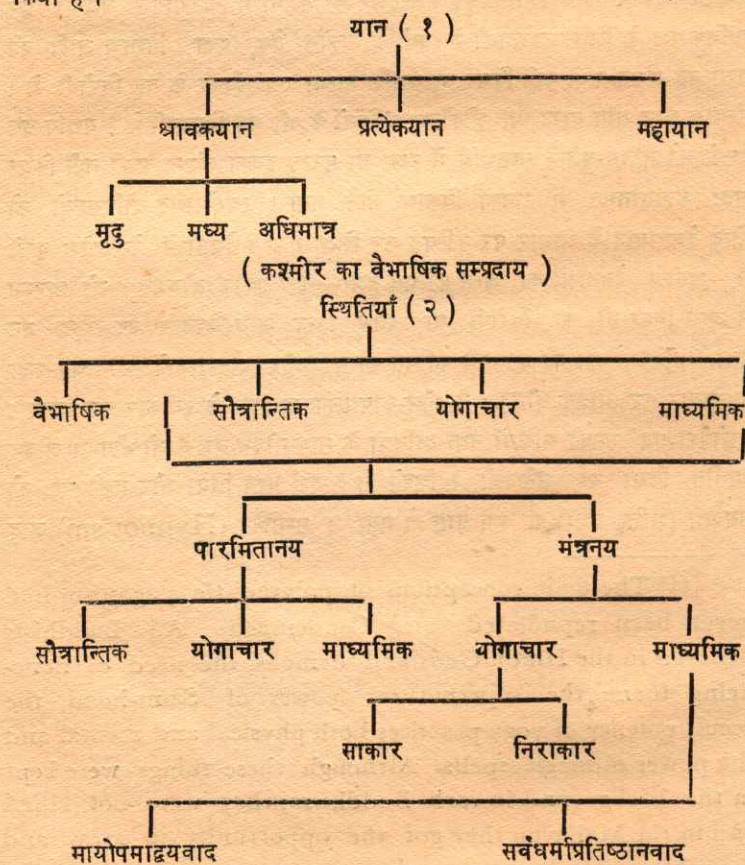 यान ( १ )
श्रावकयान प्रत्येकयान महायान
मृदु मध्य अधिमात्र
( कश्मीर का वैभाषिक सम्प्रदाय )
स्थितियाँ ( २ )
वैभाषिक सौत्रान्तिक योगाचार माध्यमिक
पारमितानय मंत्रनय
सौत्रान्तिक योगाचार माध्यमिक योगाचार माध्यमिक
साकार निराकार
मायोपमाद्वयवाद सर्वधर्माप्रतिष्ठानवाद